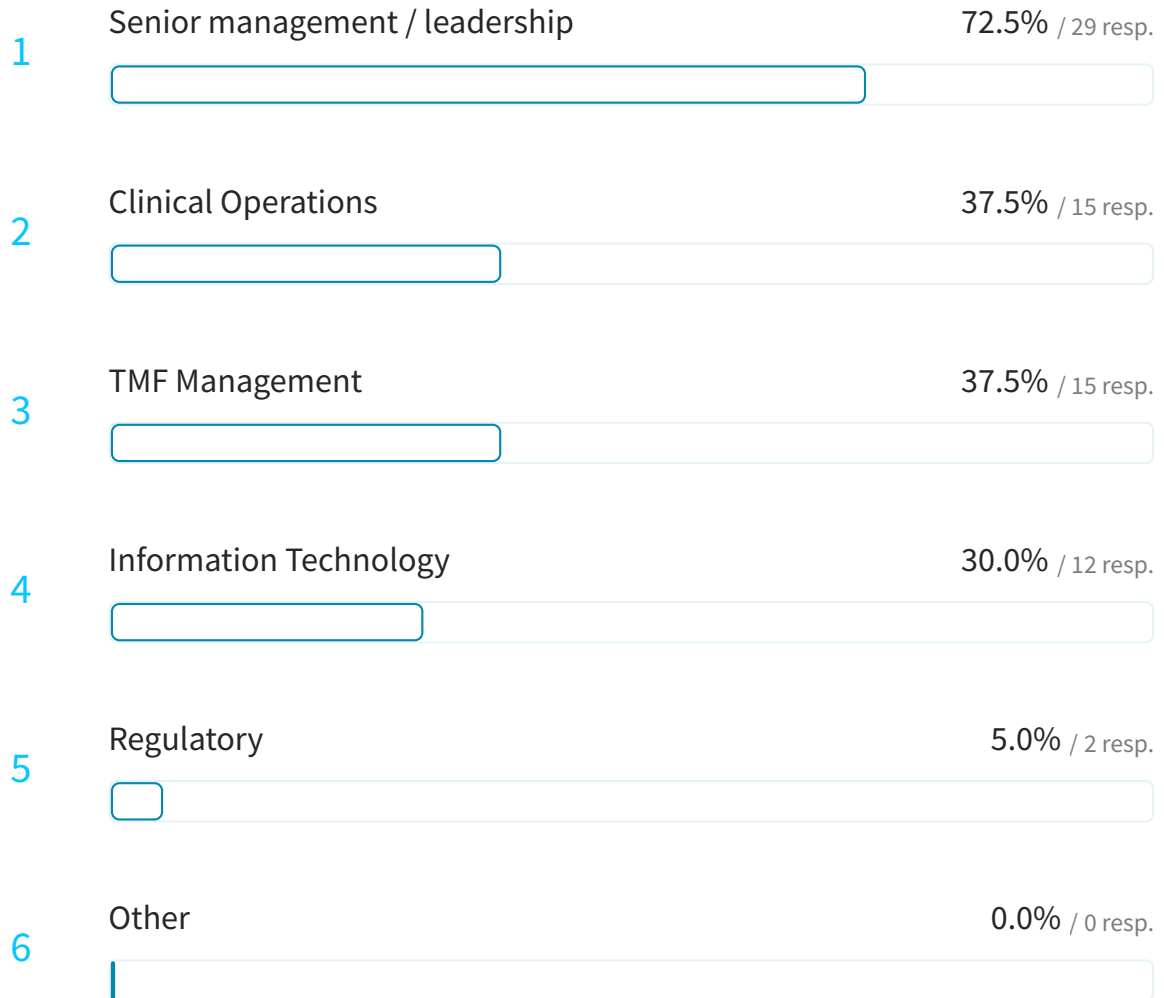 1 Senior management / leadership 72.5% / 29 resp.
2 Clinical Operations 37.5% / 15 resp.
3 TMF Management 37.5% / 15 resp.
4 Information Technology 30.0% / 12 resp.
5 Regulatory 5.0% / 2 resp.
6 Other 0.0% / 0 resp.